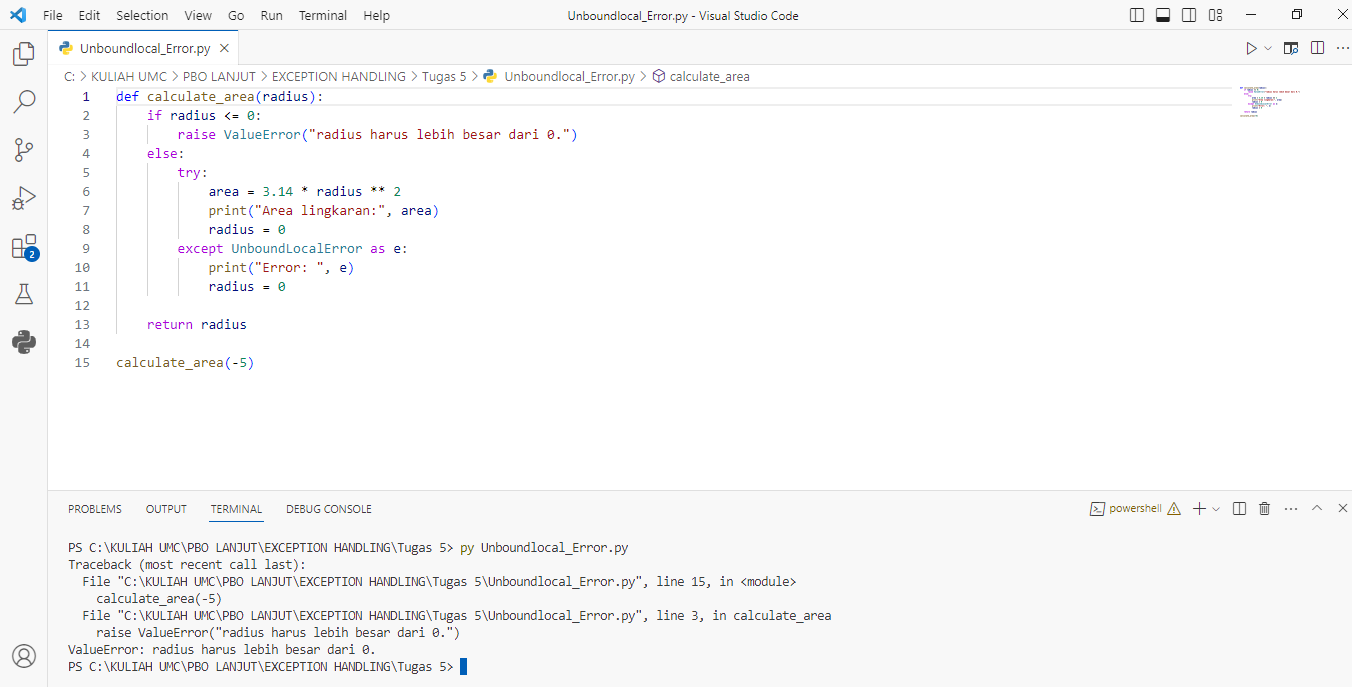 File Edit Selection View Go Run Terminal Help Unboundlocal_Error.py - Visual Studio Code
Unboundlocal_Error.py
C: > KULIAH UMC > PBO LANJUT > EXCEPTION HANDLING > Tugas 5 > Unboundlocal_Error.py > calculate_area
1 def calculate_area(radius):
2     if radius <= 0:
3         raise ValueError("radius harus lebih besar dari 0.")
4     else:
5         try:
6             area = 3.14 * radius ** 2
7             print("Area lingkaran:", area)
8             radius = 0
9         except UnboundLocalError as e:
10             print("Error: ", e)
11             radius = 0
12
13     return radius
14
15 calculate_area(-5)
2
PROBLEMS OUTPUT TERMINAL DEBUG CONSOLE powershell
PS C:\KULIAH UMC\PBO LANJUT\EXCEPTION HANDLING\Tugas 5> py Unboundlocal_Error.py
Traceback (most recent call last):
  File "C:\KULIAH UMC\PBO LANJUT\EXCEPTION HANDLING\Tugas 5\Unboundlocal_Error.py", line 15, in <module>
    calculate_area(-5)
  File "C:\KULIAH UMC\PBO LANJUT\EXCEPTION HANDLING\Tugas 5\Unboundlocal_Error.py", line 3, in calculate_area
    raise ValueError("radius harus lebih besar dari 0.")
ValueError: radius harus lebih besar dari 0.
PS C:\KULIAH UMC\PBO LANJUT\EXCEPTION HANDLING\Tugas 5>